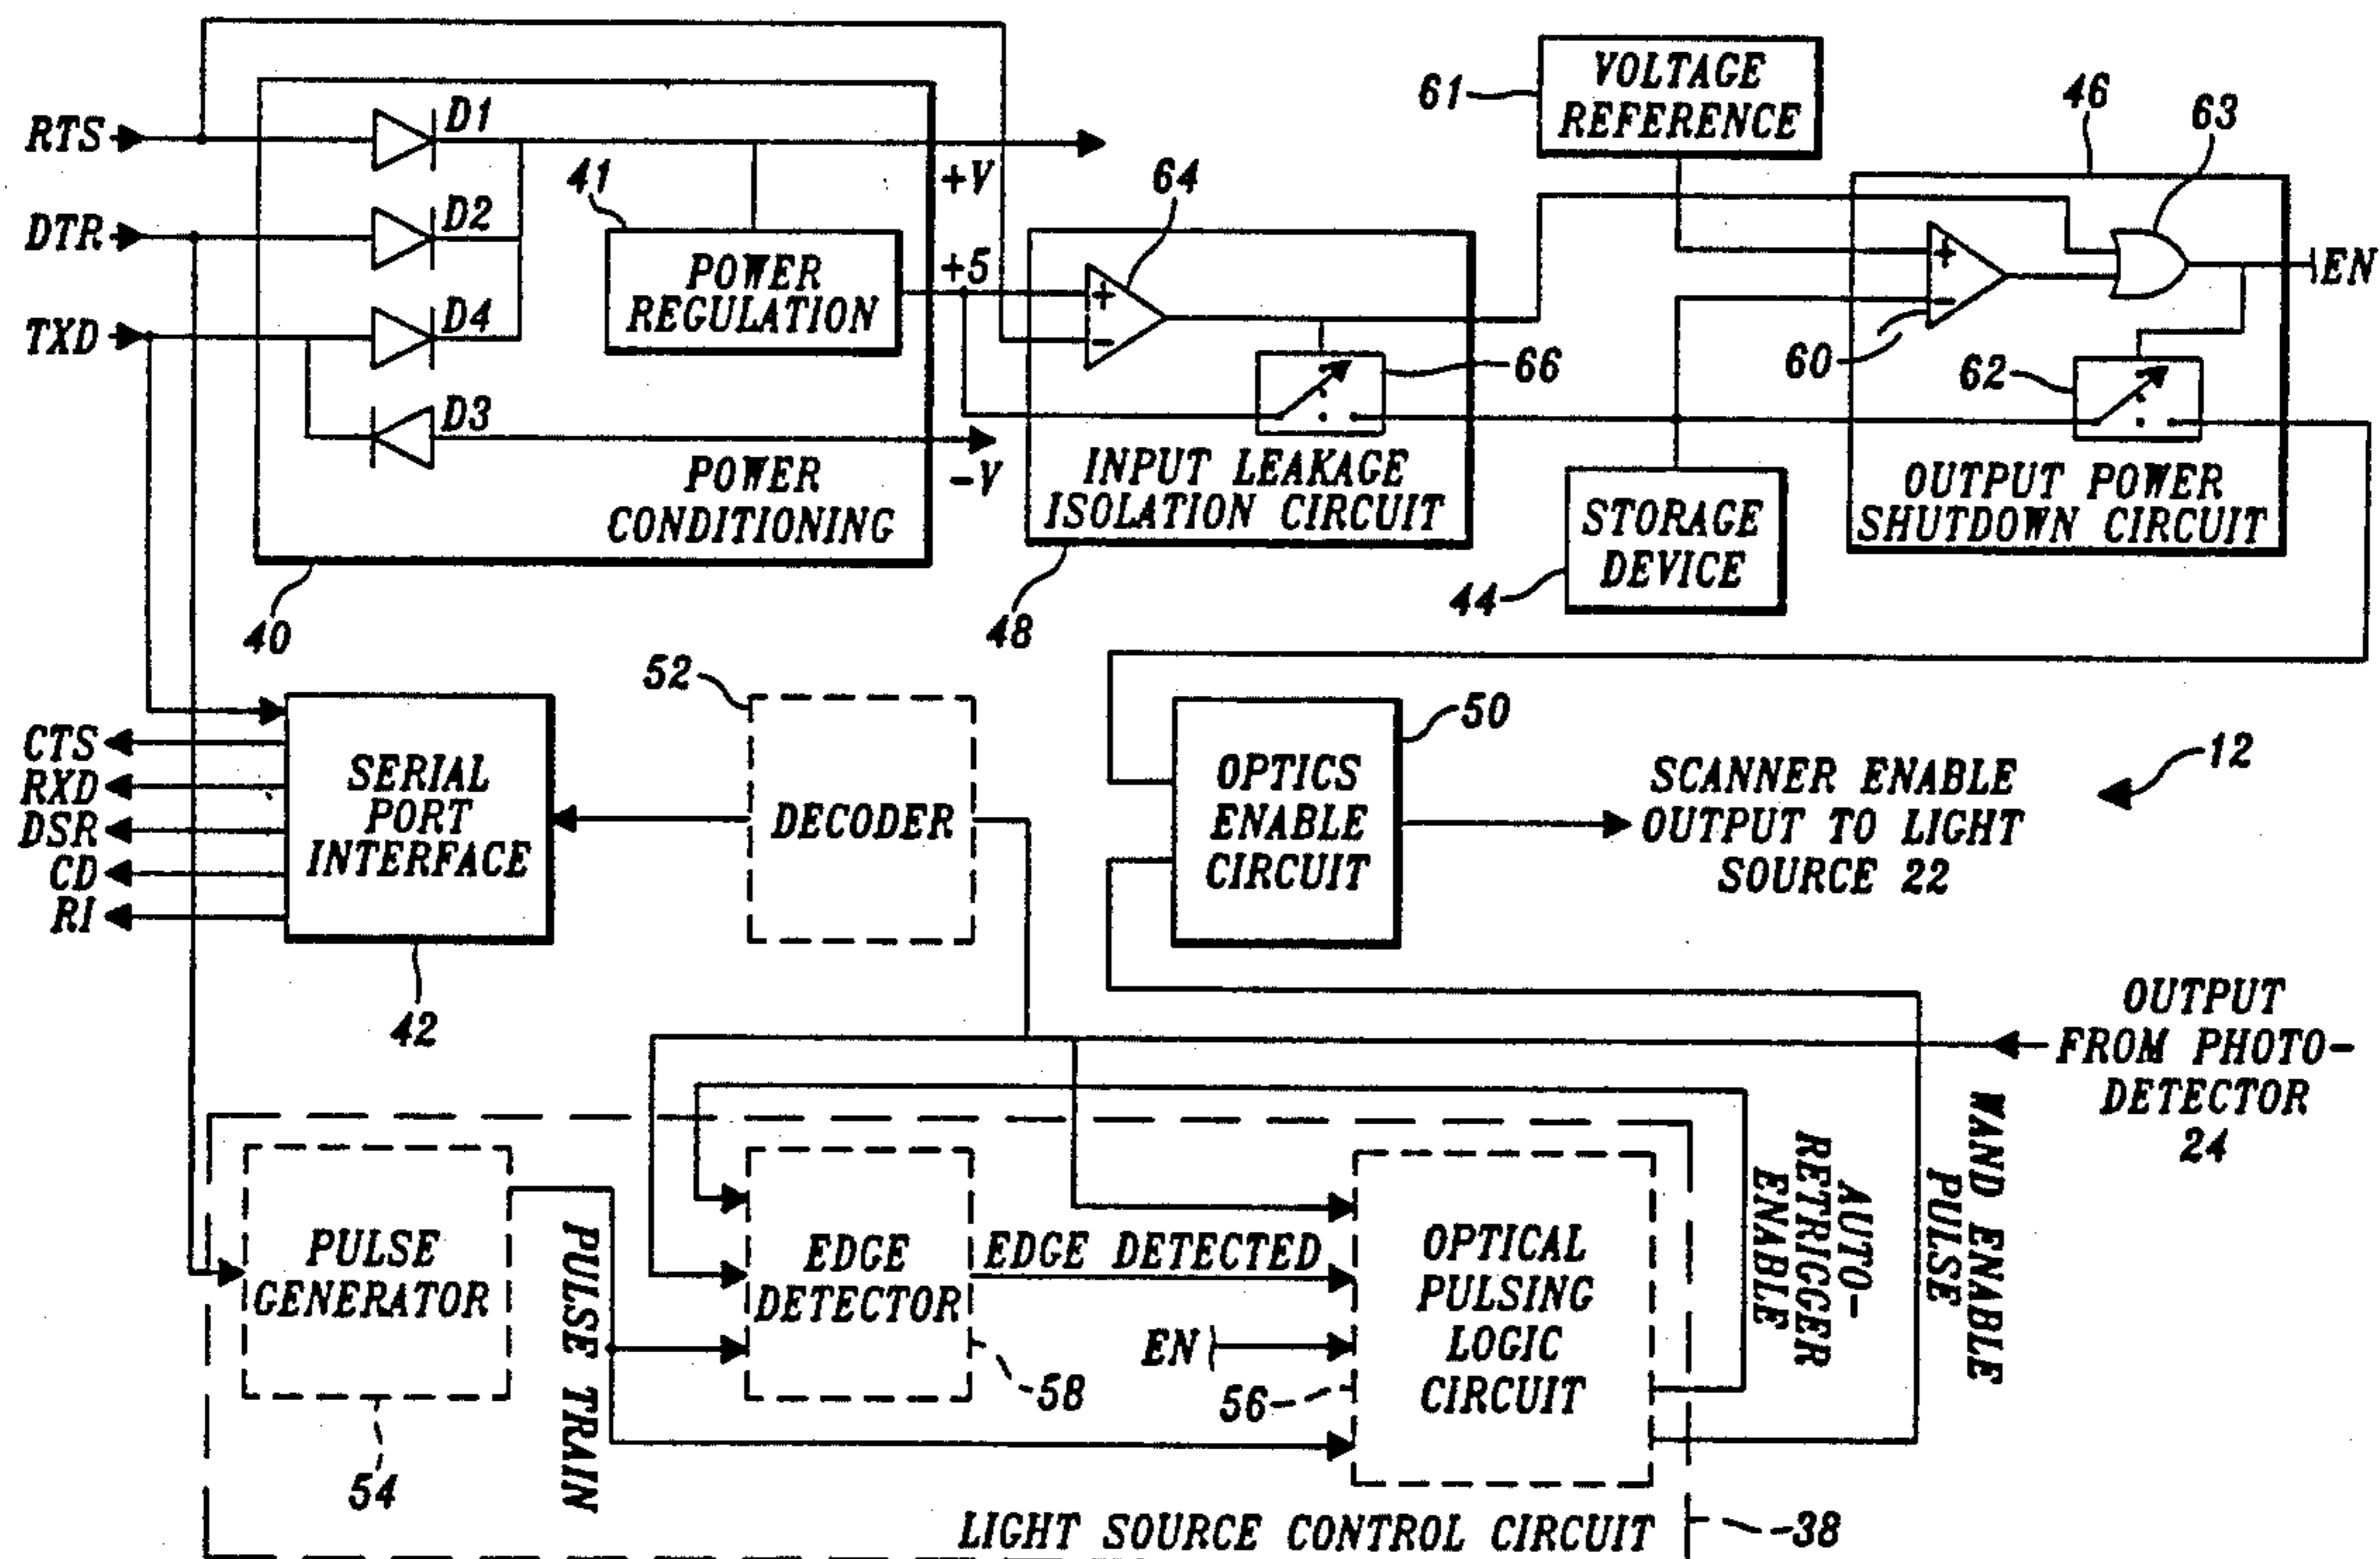 RTS
DTR
TXD
D1
D2
D4
D3
41
POWER
REGULATION
POWER
CONDITIONING
40
+V
+5
-V
64
+
-
66
INPUT LEAKAGE
ISOLATION CIRCUIT
48
61
VOLTAGE
REFERENCE
STORAGE
DEVICE
44
46
63
+
-
60
62
EN
OUTPUT POWER
SHUTDOWN CIRCUIT
CTS
RXD
DSR
CD
RI
SERIAL
PORT
INTERFACE
42
52
DECODER
50
OPTICS
ENABLE
CIRCUIT
SCANNER ENABLE
OUTPUT TO LIGHT
SOURCE 22
12
OUTPUT
FROM PHOTO-
DETECTOR
24
PULSE
GENERATOR
54
PULSE TRAIN
EDGE
DETECTOR
58
EDGE DETECTED
EN
56
OPTICAL
PULSING
LOGIC
CIRCUIT
AUTO-
RETRICCER
ENABLE
WAND ENABLE
PULSE
LIGHT SOURCE CONTROL CIRCUIT
38